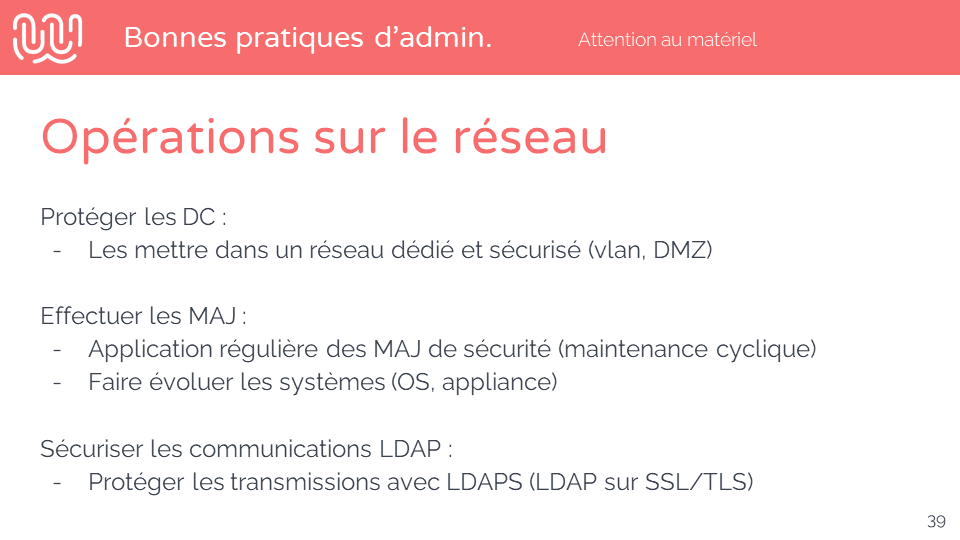 Bonnes pratiques d’admin.
Attention au matériel
Opérations sur le réseau
Protéger les DC :
- Les mettre dans un réseau dédié et sécurisé (vlan, DMZ)
Effectuer les MAJ :
- Application régulière des MAJ de sécurité (maintenance cyclique)
- Faire évoluer les systèmes (OS, appliance)
Sécuriser les communications LDAP :
- Protéger les transmissions avec LDAPS (LDAP sur SSL/TLS)
39